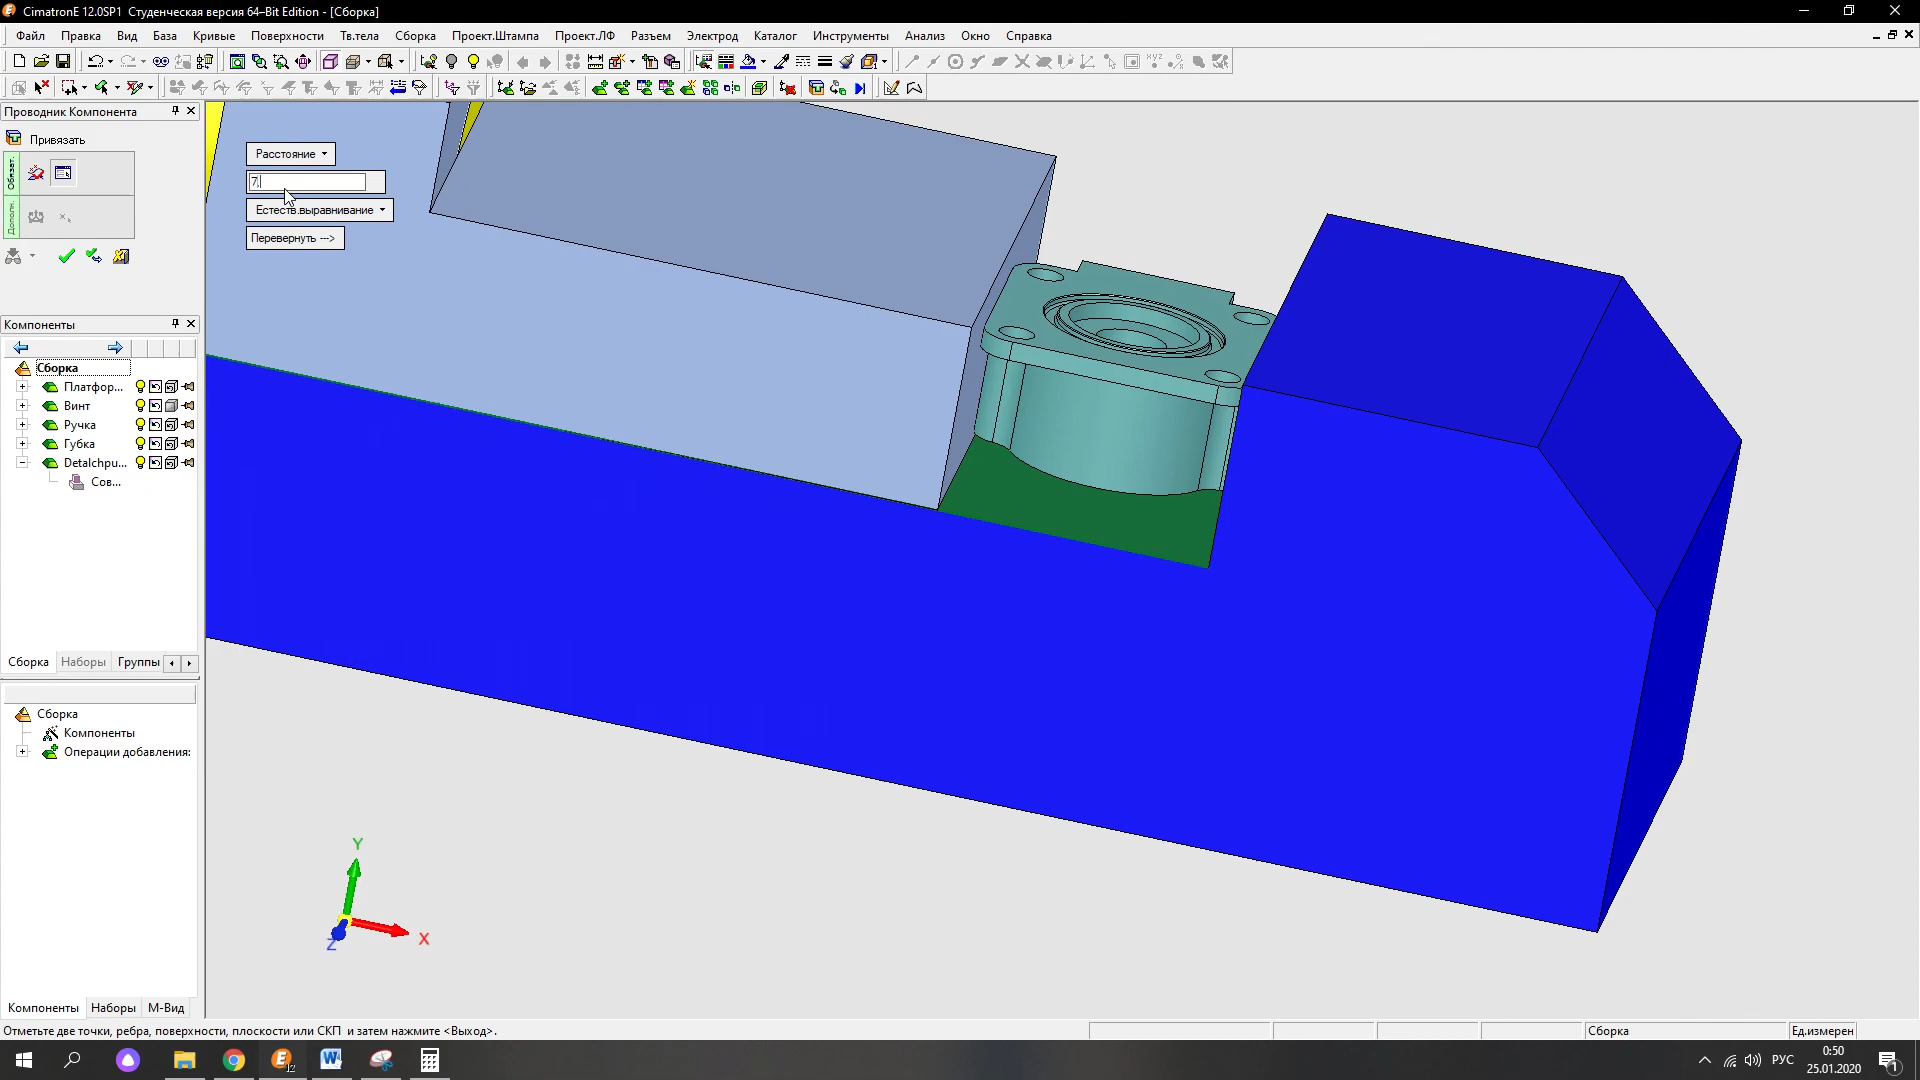 CimatronE 12.0SP1 Студенческая версия 64–Bit Edition - [Сборка]
Файл Правка Вид База Кривые Поверхности Тв.тела Сборка Проект.Штампа Проект.ЛФ Разъем Электрод Каталог Инструменты Анализ Окно Справка
Проводник Компонента
Привязать
Обязат.
Дополн.
Расстояние
7,
Естеств.выравнивание
Перевернуть --->
Компоненты
Сборка
Платфор...
Винт
Ручка
Губка
Detalchpu...
Сов...
Сборка Наборы Группы
Сборка
Компоненты
Операции добавления:
Компоненты Наборы М-Вид
Y
X
Z
Отметьте две точки, ребра, поверхности, плоскости или СКП и затем нажмите <Выход>.
Сборка
Ед.измерен
РУС
0:50
25.01.2020